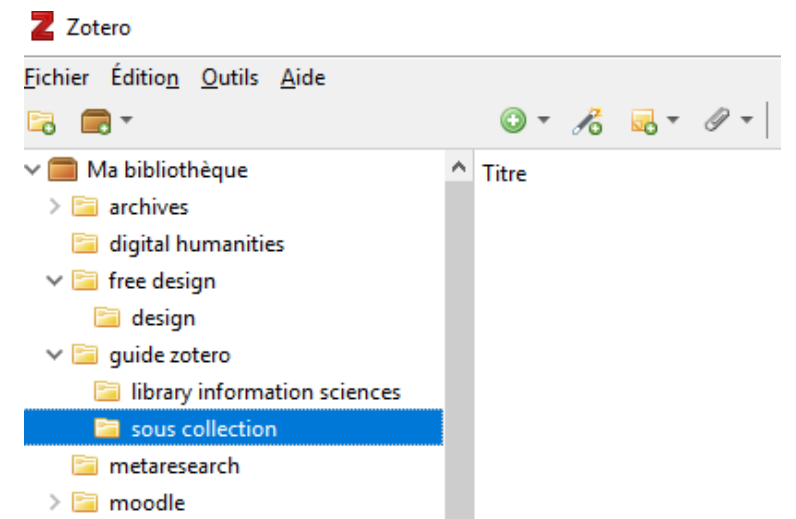 Zotero
Fichier Édition Outils Aide
Ma bibliothèque
Titre
archives
digital humanities
free design
design
guide zotero
library information sciences
sous collection
metaresearch
moodle